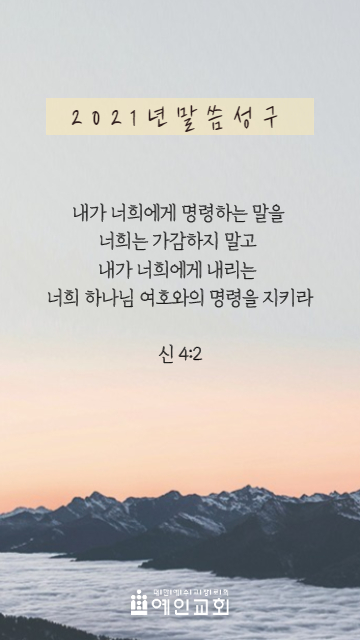 2021년말씀성구
내가 너희에게 명령하는 말을
너희는 가감하지 말고
내가 너희에게 내리는
너희 하나님 여호와의 명령을 지키라
신 4:2
예인교회